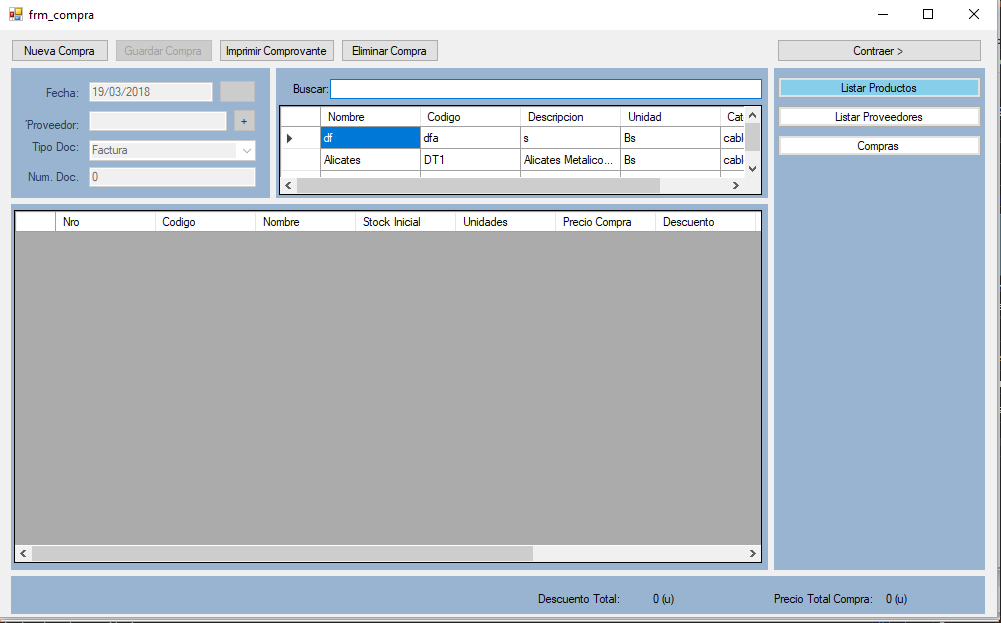 frm_compra
Nueva Compra Guardar Compra Imprimir Comprovante Eliminar Compra Contraer >
Fecha: 19/03/2018
'Proveedor: +
Tipo Doc: Factura
Num. Doc. 0
Buscar:
Nombre Codigo Descripcion Unidad Cat
df dfa s Bs cabl
Alicates DT1 Alicates Metalico... Bs cabl
Listar Productos
Listar Proveedores
Compras
Nro Codigo Nombre Stock Inicial Unidades Precio Compra Descuento
Descuento Total: 0 (u) Precio Total Compra: 0 (u)